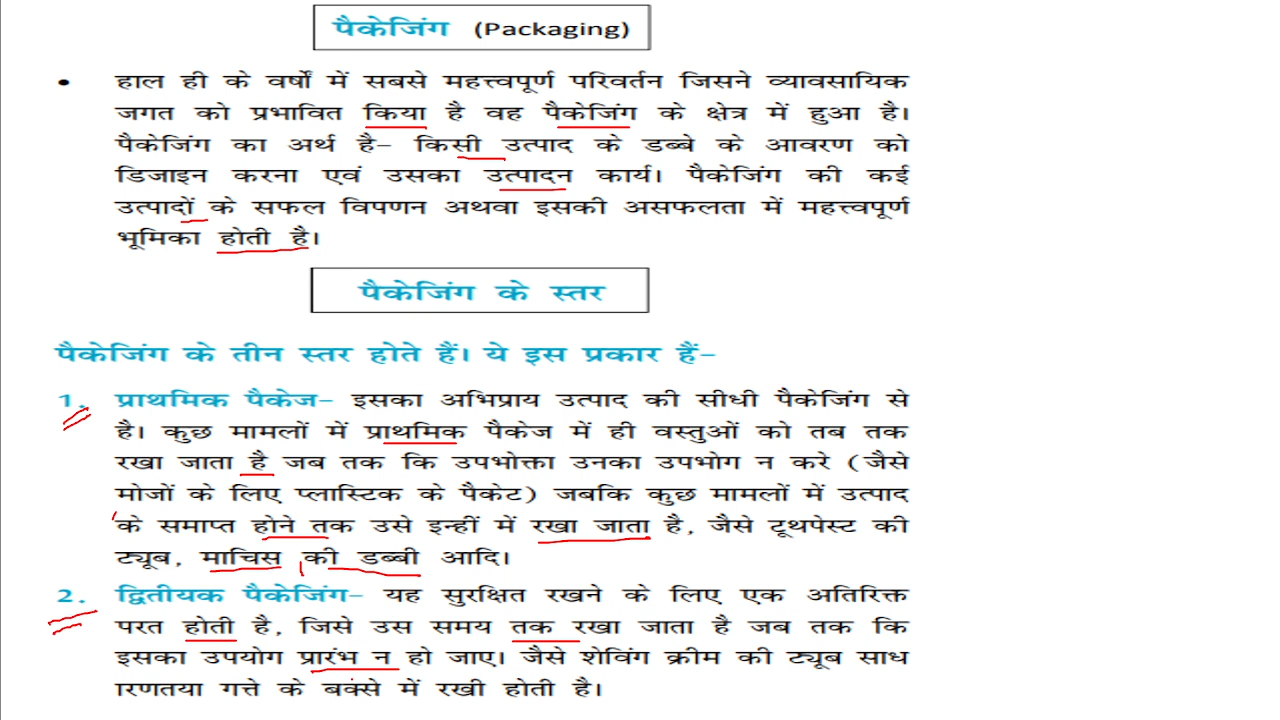 पैकेजिंग (Packaging)
• हाल ही के वर्षों में सबसे महत्त्वपूर्ण परिवर्तन जिसने व्यावसायिक
जगत को प्रभावित किया है वह पैकेजिंग के क्षेत्र में हुआ है।
पैकेजिंग का अर्थ है– किसी उत्पाद के डब्बे के आवरण को
डिजाइन करना एवं उसका उत्पादन कार्य। पैकेजिंग की कई
उत्पादों के सफल विपणन अथवा इसकी असफलता में महत्त्वपूर्ण
भूमिका होती है।
पैकेजिंग के स्तर
पैकेजिंग के तीन स्तर होते हैं। ये इस प्रकार हैं–
1. प्राथमिक पैकेज– इसका अभिप्राय उत्पाद की सीधी पैकेजिंग से
है। कुछ मामलों में प्राथमिक पैकेज में ही वस्तुओं को तब तक
रखा जाता है जब तक कि उपभोक्ता उनका उपभोग न करे (जैसे
मोजों के लिए प्लास्टिक के पैकेट) जबकि कुछ मामलों में उत्पाद
के समाप्त होने तक उसे इन्हीं में रखा जाता है, जैसे टूथपेस्ट की
ट्यूब, माचिस की डब्बी आदि।
2. द्वितीयक पैकेजिंग– यह सुरक्षित रखने के लिए एक अतिरिक्त
परत होती है, जिसे उस समय तक रखा जाता है जब तक कि
इसका उपयोग प्रारंभ न हो जाए। जैसे शेविंग क्रीम की ट्यूब साध
ारणतया गत्ते के बक्से में रखी होती है।